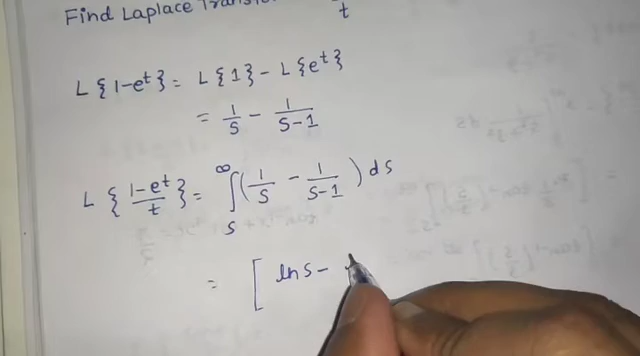 Find Laplace
t
L{1-e^t} = L{1} - L{e^t}
= 1/S - 1/(S-1)
L{(1-e^t)/t} = ∫_S^∞ (1/S - 1/(S-1)) ds
= [ ln s -